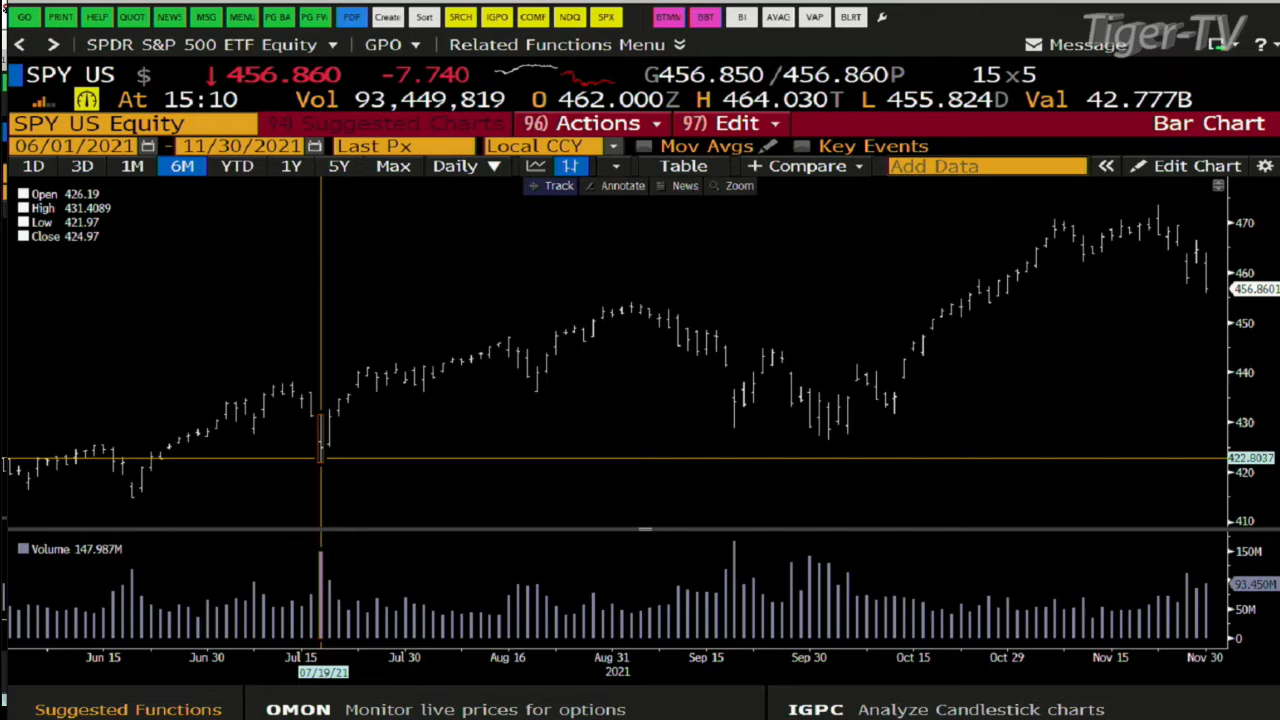 GO PRINT HELP QUOT NEWS MSG MENU PG BA PG FW PDF Create Sort SRCH IGPO COMF NDQ SPX BTMN BBT BI AVAG VAP BLRT
SPDR S&P 500 ETF Equity GPO Related Functions Menu Message ?
Tiger-TV
SPY US $ ↓ 456.860 -7.740 G456.850 /456.860P 15×5
At 15:10 Vol 93,449,819 O 462.000Z H 464.030T L 455.824D Val 42.777B
SPY US Equity 94) Suggested Charts 96) Actions 97) Edit Bar Chart
06/01/2021 - 11/30/2021 Last Px Local CCY Mov Avgs Key Events
1D 3D 1M 6M YTD 1Y 5Y Max Daily Table + Compare Add Data « Edit Chart
Track Annotate News Zoom
Open 426.19
High 431.4089
Low 421.97
Close 424.97
470
460
456.8601
450
440
430
422.8037
420
410
Volume 147.987M
150M
93.450M
50M
0
Jun 15 Jun 30 Jul 15 Jul 30 Aug 16 Aug 31 Sep 15 Sep 30 Oct 15 Oct 29 Nov 15 Nov 30
07/19/21 2021
Suggested Functions OMON Monitor live prices for options IGPC Analyze Candlestick charts